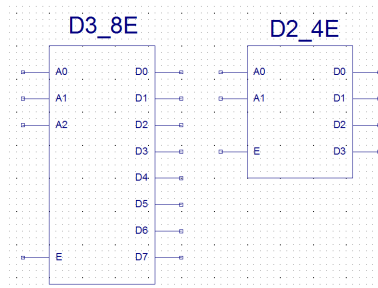 D3_8E D2_4E
A0 D0 A0 D0
A1 D1 A1 D1
A2 D2 D2
D3 E D3
D4
D5
D6
E D7